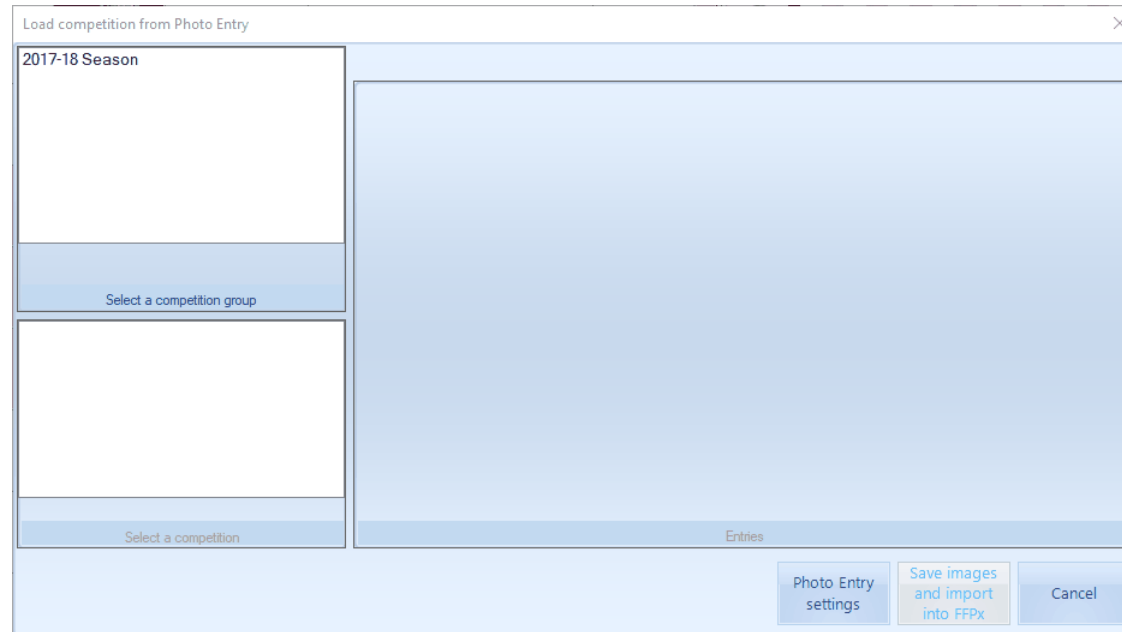 Load competition from Photo Entry
2017-18 Season
Select a competition group
Select a competition
Entries
Photo Entry
settings
Save images
and import
into FFPx
Cancel